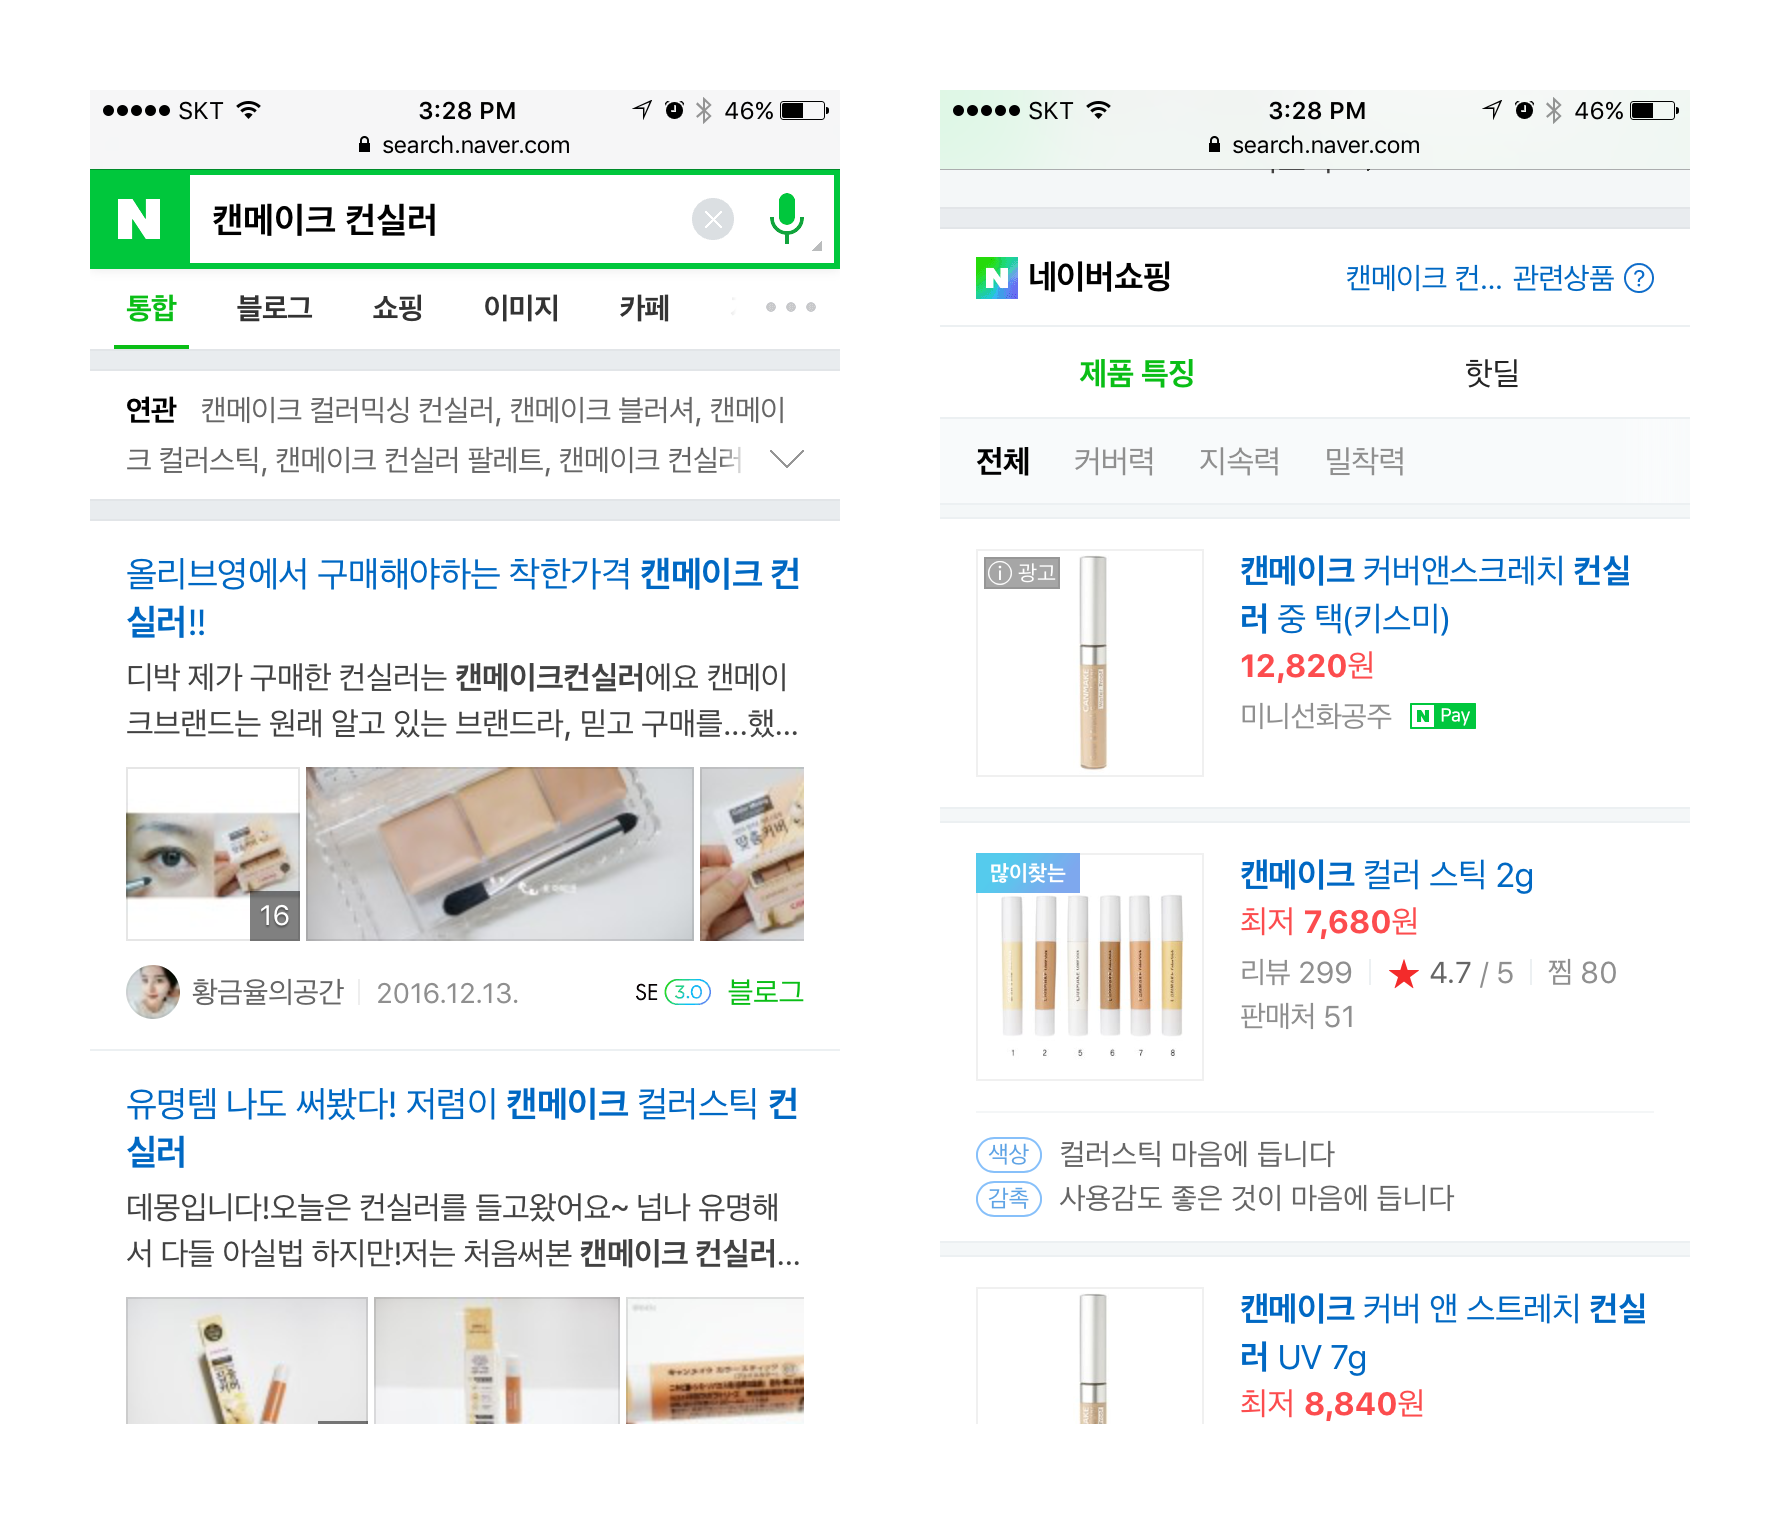 SKT 3:28 PM 46%
search.naver.com
N 캔메이크 컨실러
통합 블로그 쇼핑 이미지 카페
연관 캔메이크 컬러믹싱 컨실러, 캔메이크 블러셔, 캔메이
크 컬러스틱, 캔메이크 컨실러 팔레트, 캔메이크 컨실러
올리브영에서 구매해야하는 착한가격 캔메이크 컨
실러!!
디박 제가 구매한 컨실러는 캔메이크컨실러에요 캔메이
크브랜드는 원래 알고 있는 브랜드라, 믿고 구매를...했...
16
황금율의공간 2016.12.13. SE 3.0 블로그
유명템 나도 써봤다! 저렴이 캔메이크 컬러스틱 컨
실러
데몽입니다!오늘은 컨실러를 들고왔어요~ 넘나 유명해
서 다들 아실법 하지만!저는 처음써본 캔메이크 컨실러...
SKT 3:28 PM 46%
search.naver.com
N 네이버쇼핑 캔메이크 컨... 관련상품 ?
제품 특징 핫딜
전체 커버력 지속력 밀착력
광고
캔메이크 커버앤스크레치 컨실
러 중 택(키스미)
12,820원
미니선화공주 N Pay
많이찾는
캔메이크 컬러 스틱 2g
최저 7,680원
리뷰 299 4.7 / 5 찜 80
판매처 51
1 2 5 6 7 8
색상 컬러스틱 마음에 듭니다
감촉 사용감도 좋은 것이 마음에 듭니다
캔메이크 커버 앤 스트레치 컨실
러 UV 7g
최저 8,840원